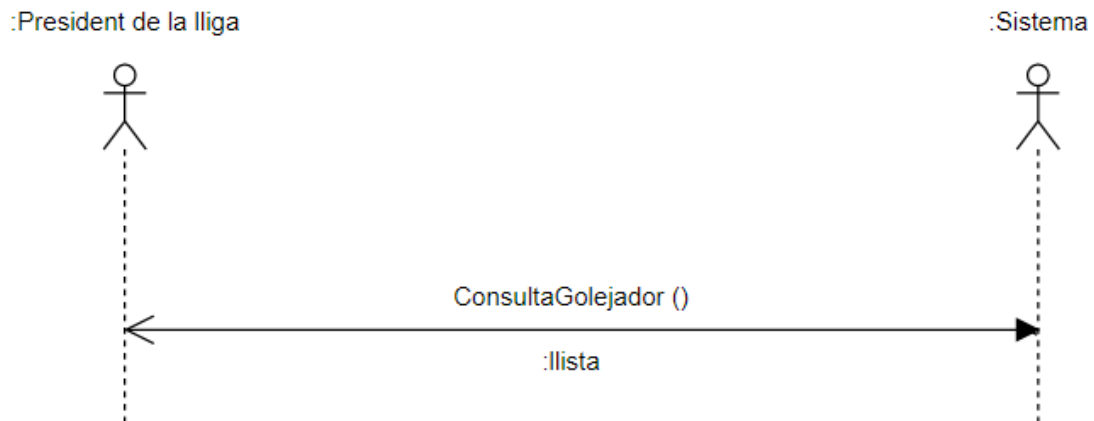 :President de la lliga
:Sistema
ConsultaGolejador ()
:llista